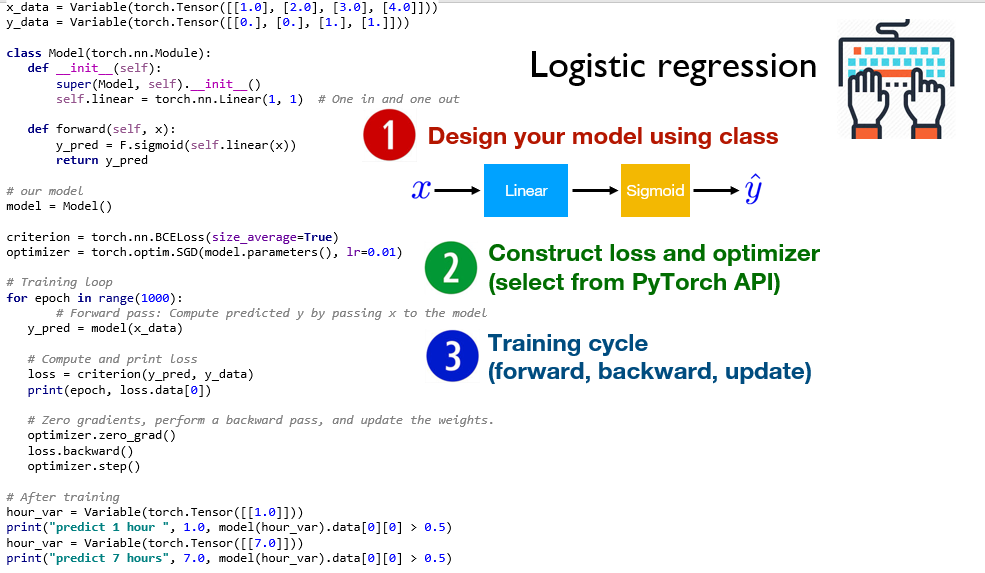 x_data = Variable(torch.Tensor([[1.0], [2.0], [3.0], [4.0]]))
y_data = Variable(torch.Tensor([[0.], [0.], [1.], [1.]]))
class Model(torch.nn.Module):
    def __init__(self):
        super(Model, self).__init__()
        self.linear = torch.nn.Linear(1, 1)  # One in and one out
    def forward(self, x):
        y_pred = F.sigmoid(self.linear(x))
        return y_pred
# our model
model = Model()
criterion = torch.nn.BCELoss(size_average=True)
optimizer = torch.optim.SGD(model.parameters(), lr=0.01)
# Training loop
for epoch in range(1000):
        # Forward pass: Compute predicted y by passing x to the model
    y_pred = model(x_data)
    # Compute and print loss
    loss = criterion(y_pred, y_data)
    print(epoch, loss.data[0])
    # Zero gradients, perform a backward pass, and update the weights.
    optimizer.zero_grad()
    loss.backward()
    optimizer.step()
# After training
hour_var = Variable(torch.Tensor([[1.0]]))
print("predict 1 hour ", 1.0, model(hour_var).data[0][0] > 0.5)
hour_var = Variable(torch.Tensor([[7.0]]))
print("predict 7 hours", 7.0, model(hour_var).data[0][0] > 0.5)
Logistic regression
1 Design your model using class
x Linear Sigmoid ŷ
2 Construct loss and optimizer
(select from PyTorch API)
3 Training cycle
(forward, backward, update)